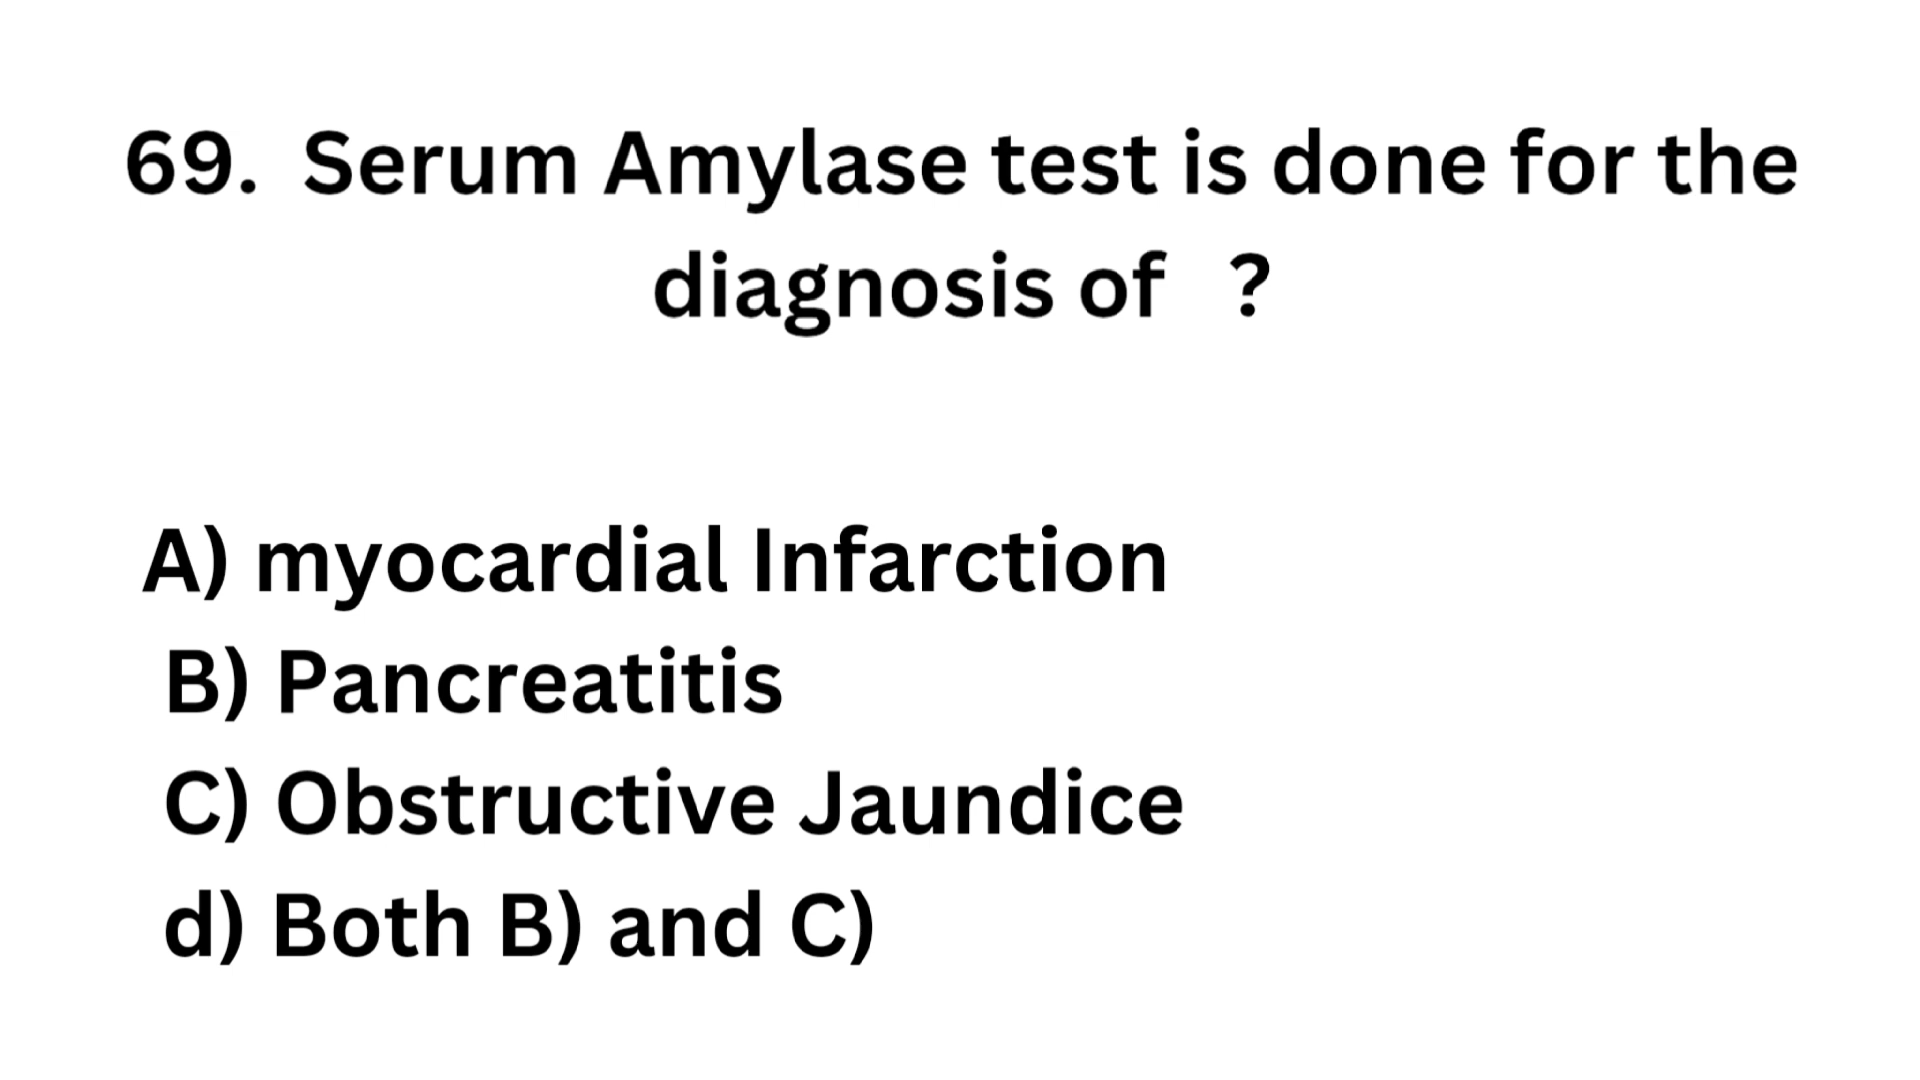 69. Serum Amylase test is done for the
diagnosis of ?
A) myocardial Infarction
B) Pancreatitis
C) Obstructive Jaundice
d) Both B) and C)